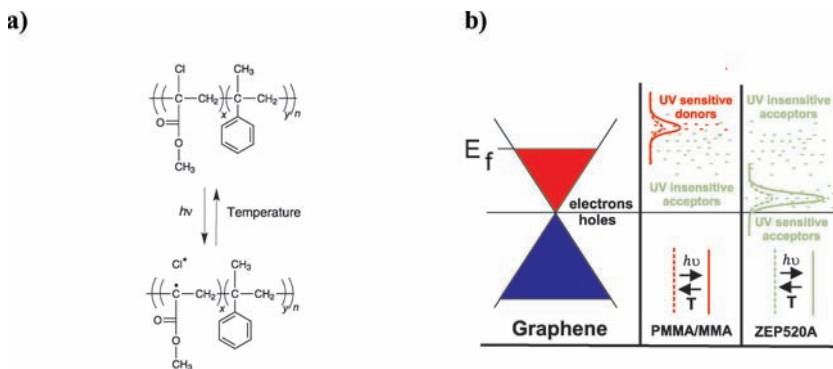 a)
Cl
CH₃
CH₂
CH₂
x
y
n
O
O
CH₃
hν
Temperature
Cl•
CH₃
CH₂
CH₂
x
y
n
O
O
CH₃
b)
E_f
electrons
holes
Graphene
UV sensitive
donors
UV insensitive
acceptors
hυ
T
PMMA/MMA
UV insensitive
acceptors
UV sensitive
acceptors
hυ
T
ZEP520A